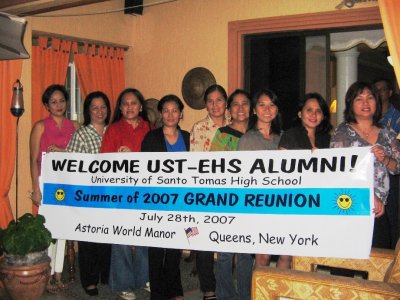 WELCOME UST-EHS ALUMNI!
University of Santo Tomas High School
Summer of 2007 GRAND REUNION
July 28th, 2007
Astoria World Manor Queens, New York